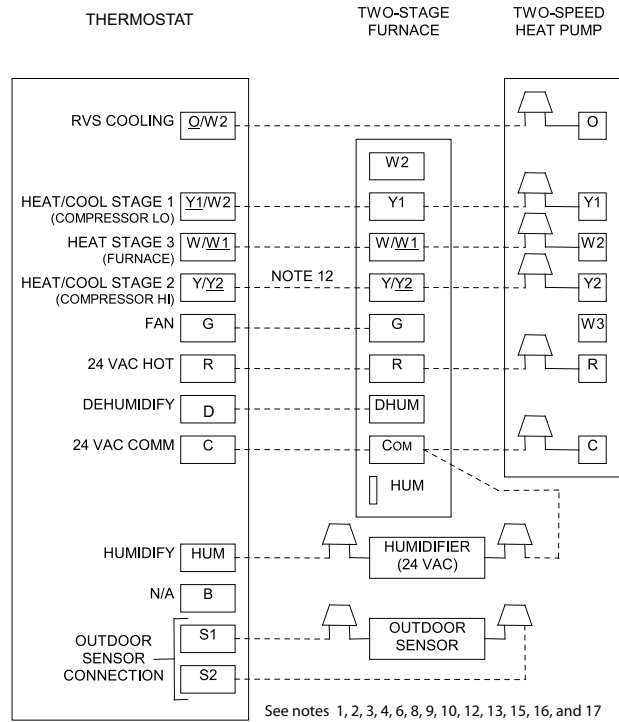 THERMOSTAT
TWO-STAGE
FURNACE
TWO-SPEED
HEAT PUMP
RVS COOLING O/W2 O
W2
HEAT/COOL STAGE 1 Y1/W2 Y1 Y1
(COMPRESSOR LO)
HEAT STAGE 3 W/W1 W/W1 W2
(FURNACE)
HEAT/COOL STAGE 2 Y/Y2 NOTE 12 Y/Y2 Y2
(COMPRESSOR HI)
FAN G G W3
24 VAC HOT R R R
DEHUMIDIFY D DHUM
24 VAC COMM C COM C
HUM
HUMIDIFY HUM HUMIDIFIER
(24 VAC)
N/A B
S1 OUTDOOR
SENSOR
OUTDOOR
SENSOR
CONNECTION
S2
See notes 1, 2, 3, 4, 6, 8, 9, 10, 12, 13, 15, 16, and 17